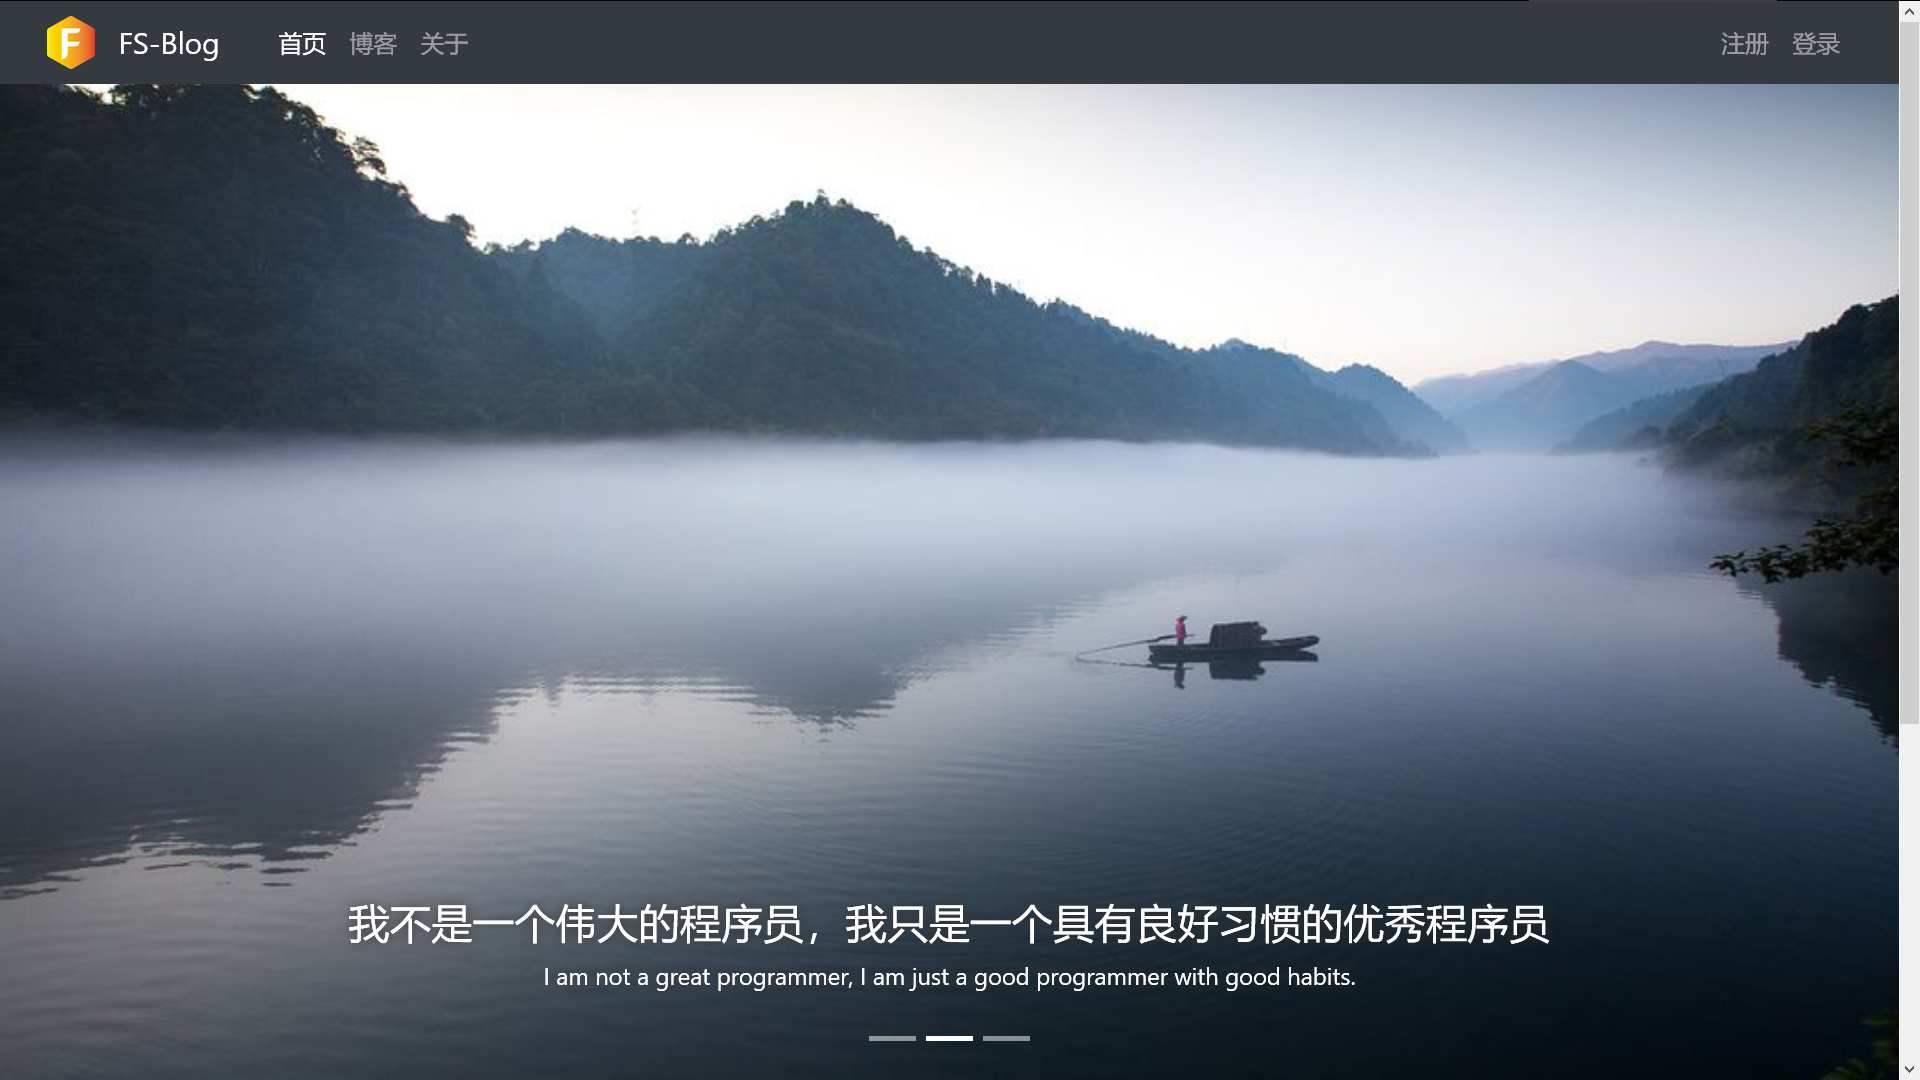 F FS-Blog 首页 博客 关于 注册 登录
我不是一个伟大的程序员，我只是一个具有良好习惯的优秀程序员
I am not a great programmer, I am just a good programmer with good habits.